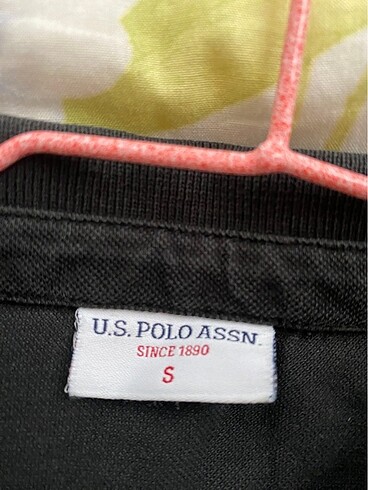 U.S. POLO ASSN.
SINCE 1890
S